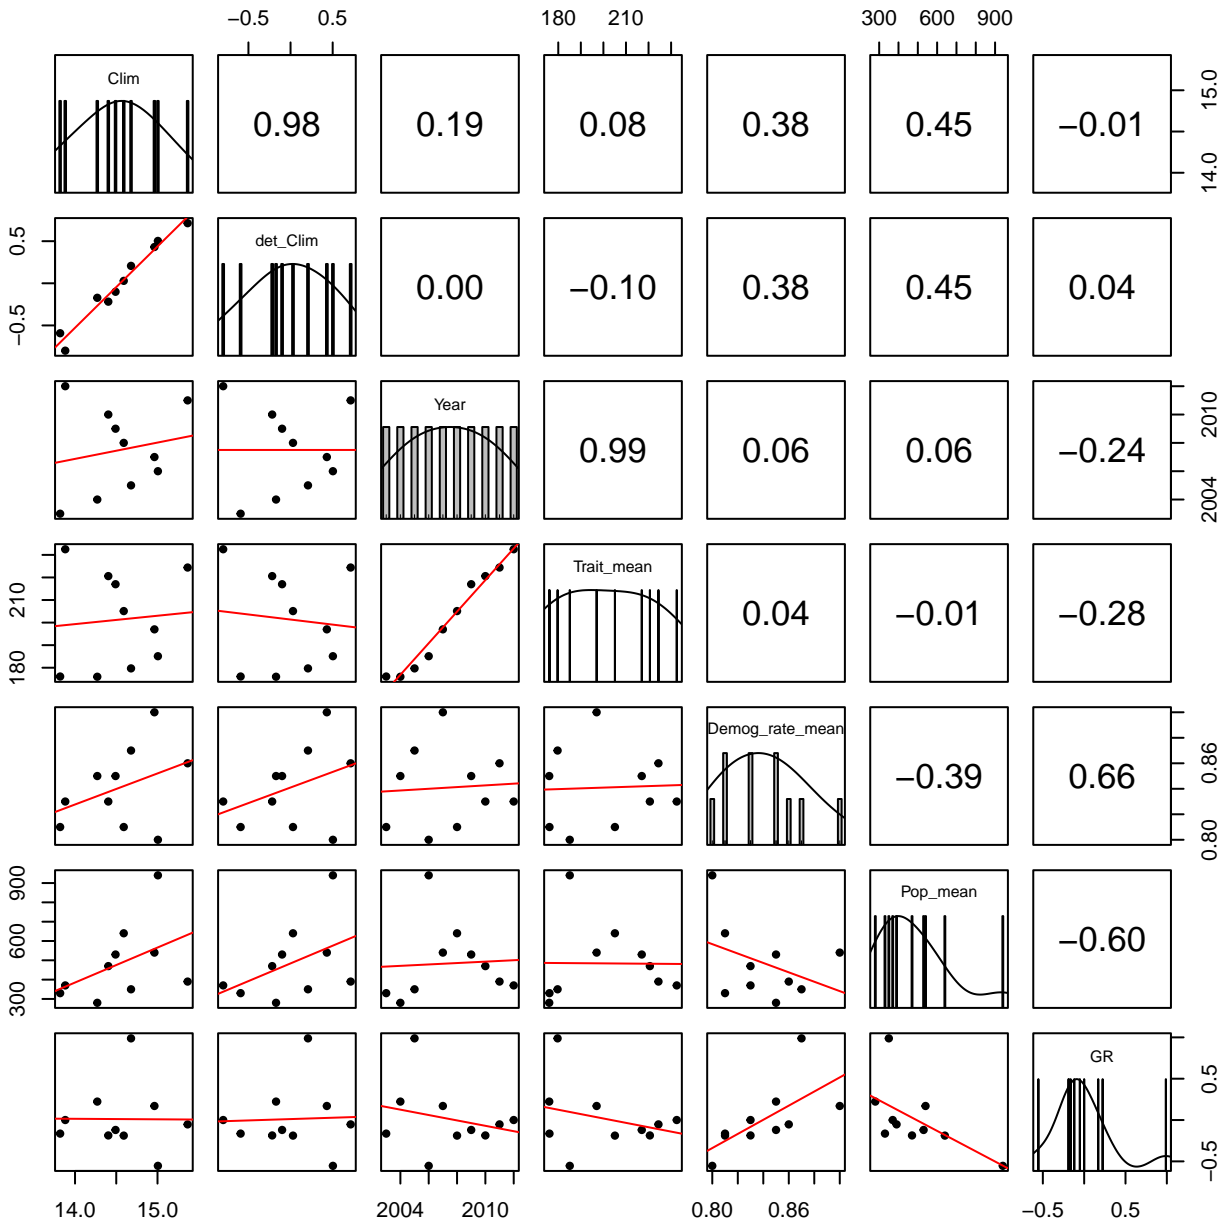 −0.5 0.5 180 210 300 600 900
Clim 0.98 0.19 0.08 0.38 0.45 −0.01 14.0 15.0
−0.5 0.5 det_Clim 0.00 −0.10 0.38 0.45 0.04
Year 0.99 0.06 0.06 −0.24 2004 2010
180 210 Trait_mean 0.04 −0.01 −0.28
Demog_rate_mean −0.39 0.66 0.80 0.86
300 600 900 Pop_mean −0.60
GR −0.5 0.5
14.0 15.0 2004 2010 0.80 0.86 −0.5 0.5